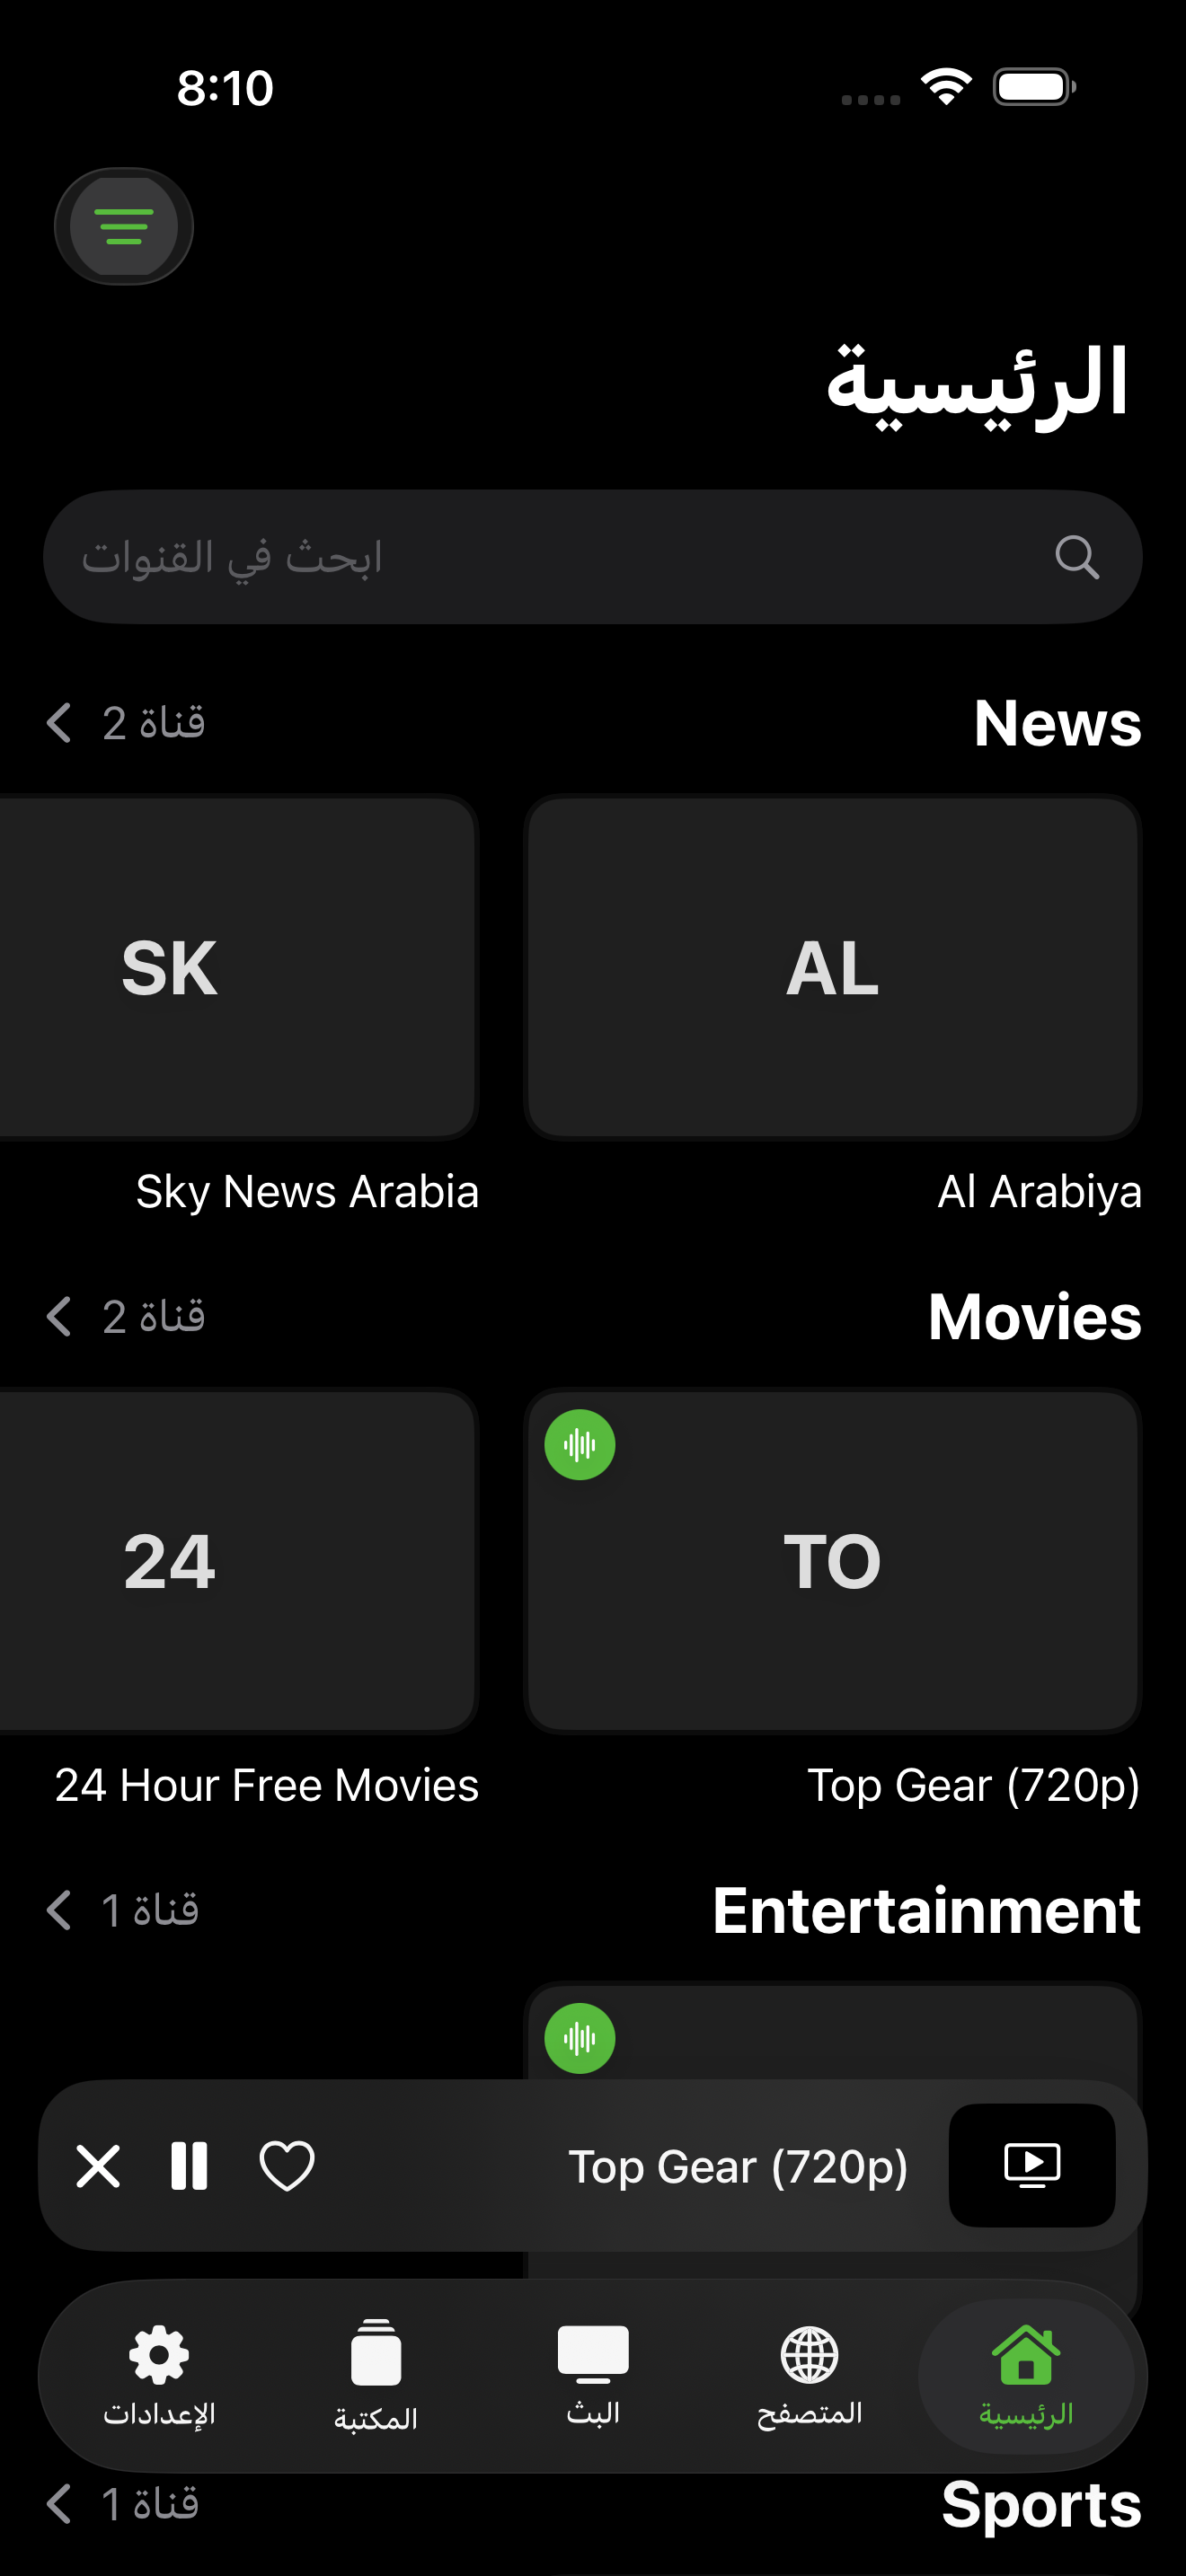 8:10
الرئيسية
ابحث في القنوات
News
2 قناة
AL
SK
Al Arabiya
Sky News Arabia
Movies
2 قناة
TO
24
Top Gear (720p)
24 Hour Free Movies
Entertainment
1 قناة
Top Gear (720p)
الرئيسية
المتصفح
البث
المكتبة
الإعدادات
Sports
1 قناة